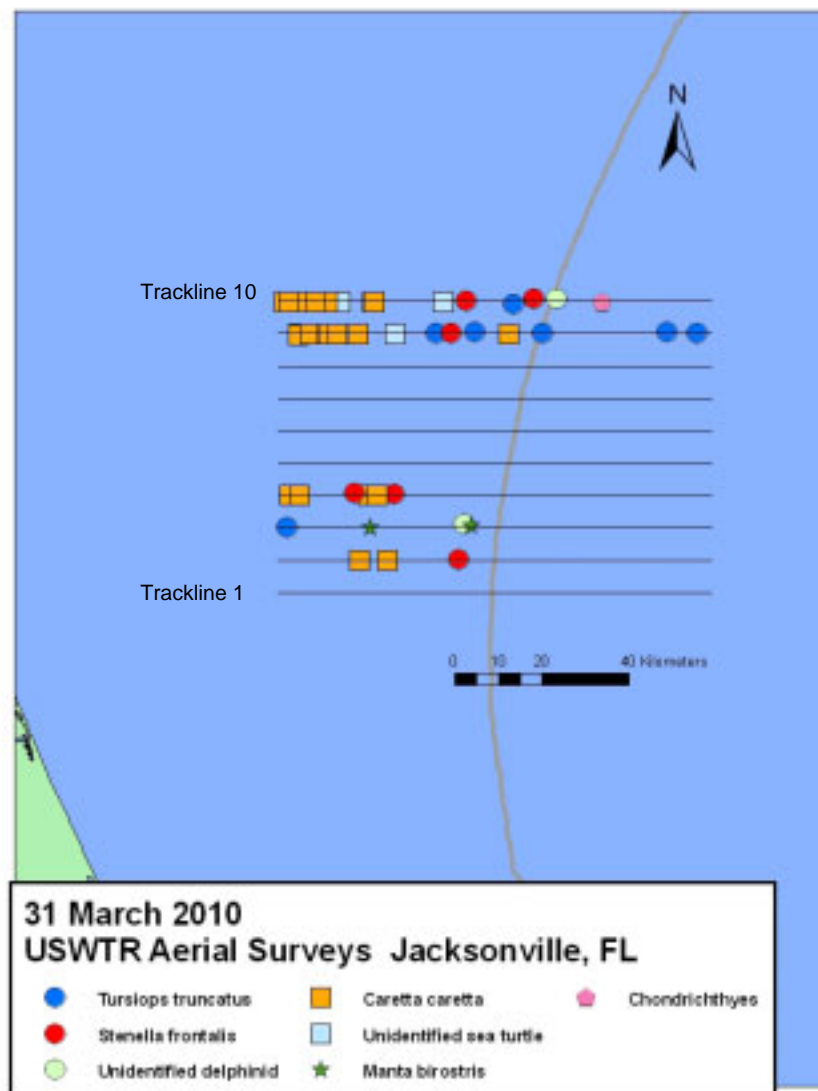 N
Trackline 10
Trackline 1
0 10 20 40 Kilometers
31 March 2010
USWTR Aerial Surveys Jacksonville, FL
Tursiops truncatus
Caretta caretta
Chondrichthyes
Stenella frontalis
Unidentified sea turtle
Unidentified delphinid
Manta birostris